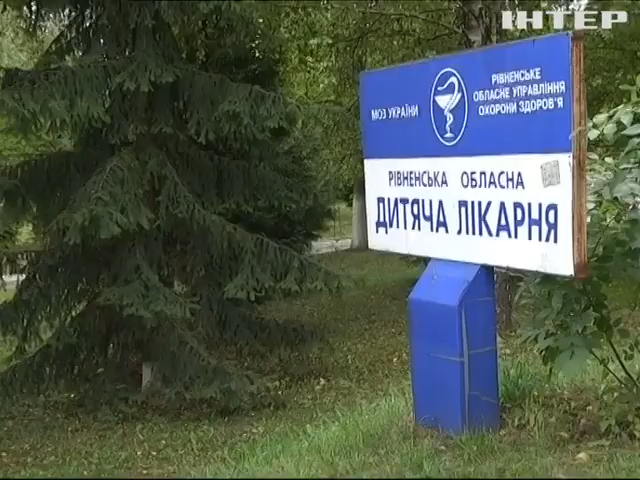 ІНТЕР
МОЗ УКРАЇНИ
РІВНЕНСЬКЕ
ОБЛАСНЕ УПРАВЛІННЯ
ОХОРОНИ ЗДОРОВ'Я
РІВНЕНСЬКА ОБЛАСНА
ДИТЯЧА ЛІКАРНЯ